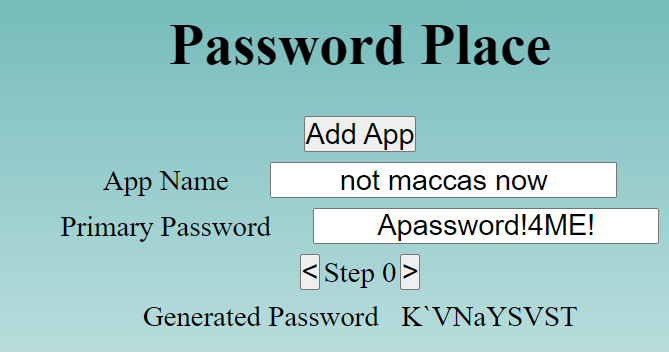 Password Place
Add App
App Name not maccas now
Primary Password Apassword!4ME!
< Step 0 >
Generated Password K`VNaYSVST